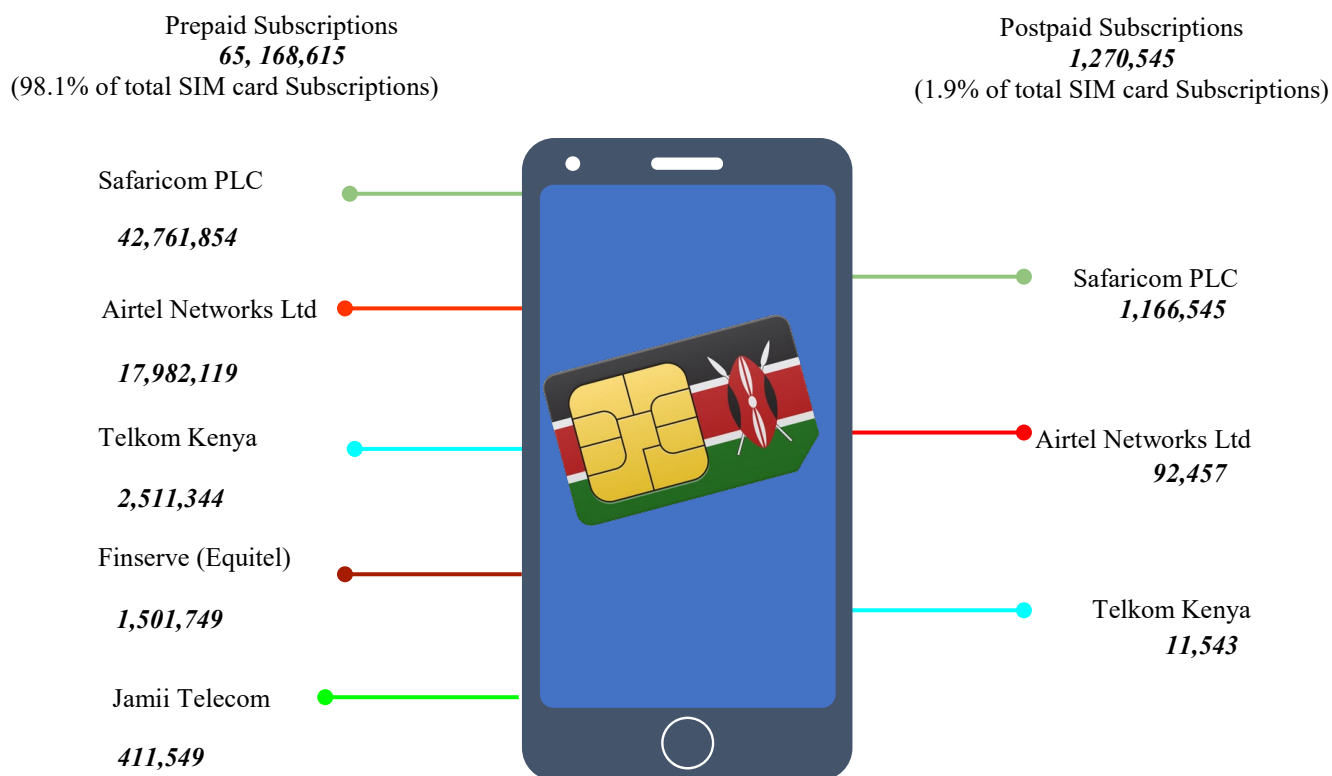 Prepaid Subscriptions
65, 168,615
(98.1% of total SIM card Subscriptions)
Postpaid Subscriptions
1,270,545
(1.9% of total SIM card Subscriptions)
Safaricom PLC
42,761,854
Airtel Networks Ltd
17,982,119
Telkom Kenya
2,511,344
Finserve (Equitel)
1,501,749
Jamii Telecom
411,549
Safaricom PLC
1,166,545
Airtel Networks Ltd
92,457
Telkom Kenya
11,543